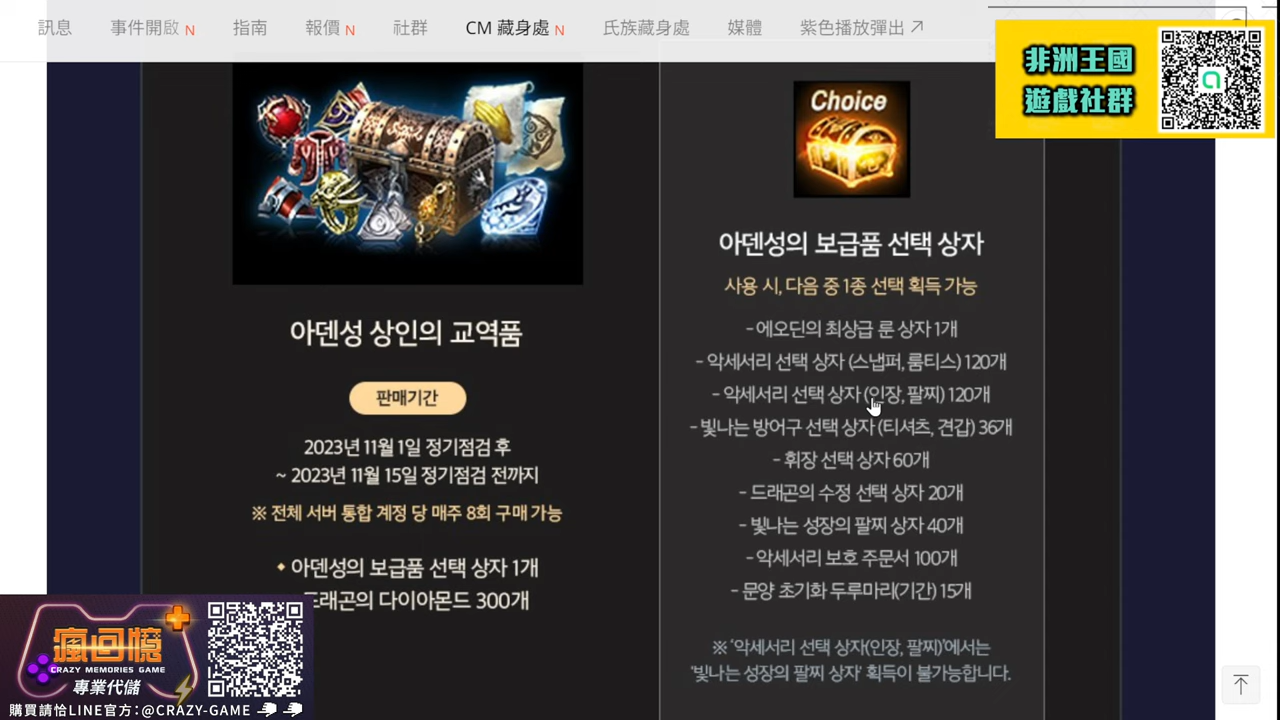 訊息 事件開啟 N 指南 報價 N 社群 CM 藏身處 N 氏族藏身處 媒體 紫色播放彈出
非洲王國
遊戲社群
아덴성 상인의 교역품
판매기간
2023년 11월 1일 정기점검 후
~ 2023년 11월 15일 정기점검 전까지
※ 전체 서버 통합 계정 당 매주 8회 구매 가능
◆ 아덴성의 보급품 선택 상자 1개
드래곤의 다이아몬드 300개
Choice
아덴성의 보급품 선택 상자
사용 시, 다음 중 1종 선택 획득 가능
- 에오딘의 최상급 룬 상자 1개
- 악세서리 선택 상자 (스냅퍼, 룸티스) 120개
- 악세서리 선택 상자 (인장, 팔찌) 120개
- 빛나는 방어구 선택 상자 (티셔츠, 견갑) 36개
- 휘장 선택 상자 60개
- 드래곤의 수정 선택 상자 20개
- 빛나는 성장의 팔찌 상자 40개
- 악세서리 보호 주문서 100개
- 문양 초기화 두루마리(기간) 15개
※ '악세서리 선택 상자(인장, 팔찌)'에서는
'빛나는 성장의 팔찌 상자' 획득이 불가능합니다.
瘋回憶
CRAZY MEMORIES GAME
專業代儲
購買請恰LINE官方:@CRAZY-GAME